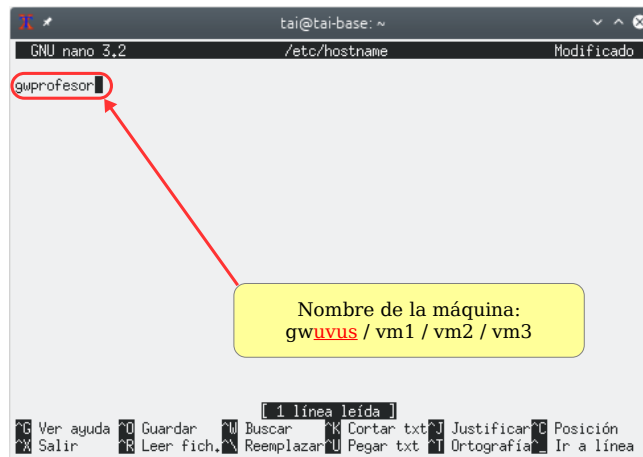 tai@tai-base: ~
GNU nano 3.2 /etc/hostname Modificado
gwprofesor
Nombre de la máquina:
gwuvus / vm1 / vm2 / vm3
[ 1 línea leída ]
^G Ver ayuda ^O Guardar ^W Buscar ^K Cortar txt ^J Justificar ^C Posición
^X Salir ^R Leer fich. ^\ Reemplazar ^U Pegar txt ^T Ortografía ^_ Ir a línea